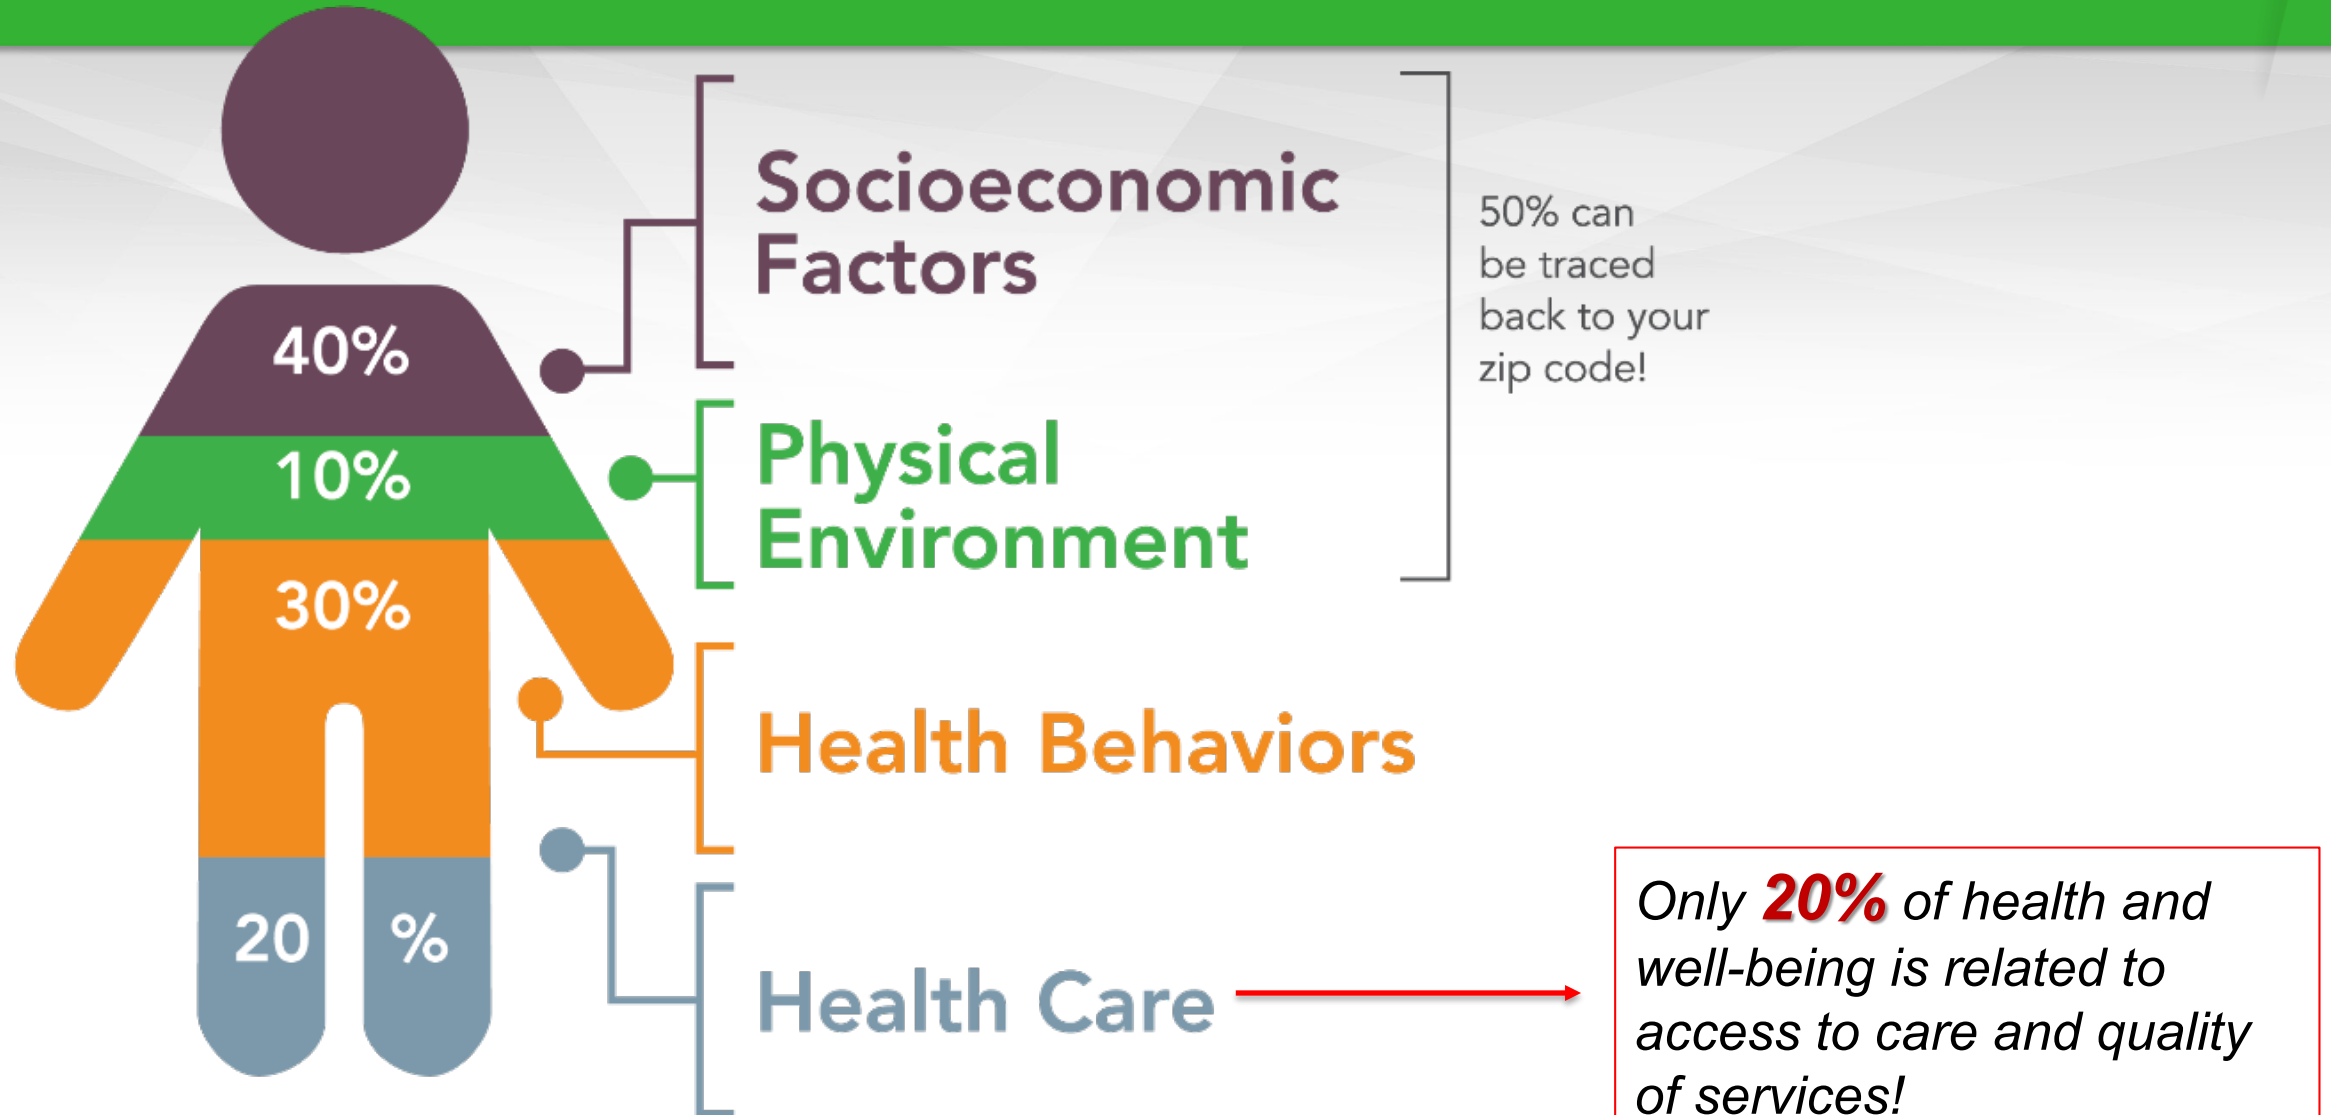 40%
10%
30%
20 %
Socioeconomic
Factors
Physical
Environment
Health Behaviors
Health Care
50% can
be traced
back to your
zip code!
Only 20% of health and
well-being is related to
access to care and quality
of services!